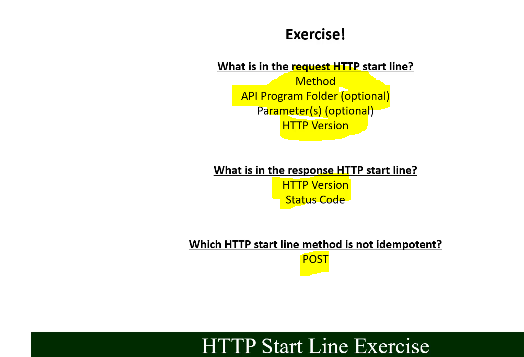 Exercise!
What is in the request HTTP start line?
Method
API Program Folder (optional)
Parameter(s) (optional)
HTTP Version
What is in the response HTTP start line?
HTTP Version
Status Code
Which HTTP start line method is not idempotent?
POST
HTTP Start Line Exercise